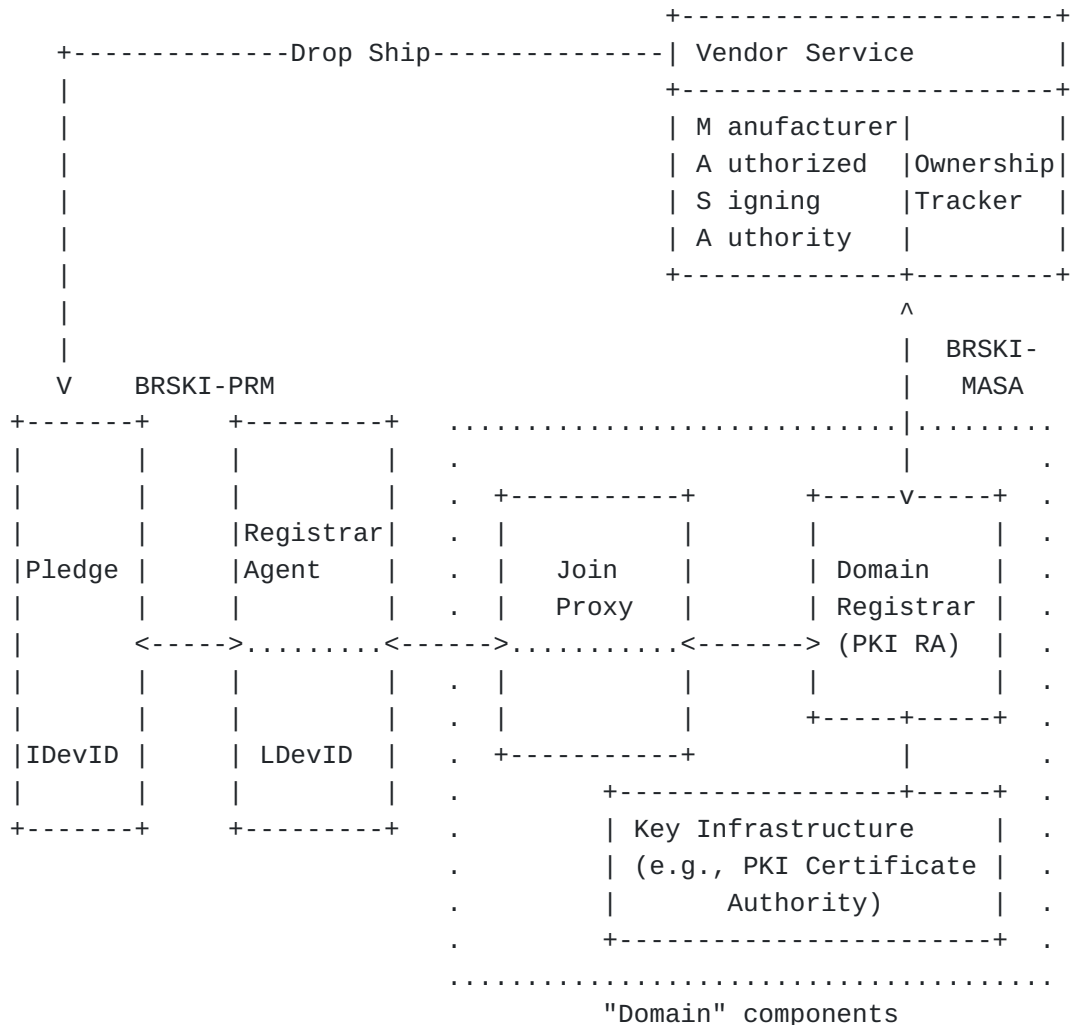 Drop Ship Vendor Service
M anufacturer
A uthorized Ownership
S igning Tracker
A uthority
BRSKI-
BRSKI-PRM MASA
Registrar
Pledge Agent Join Domain
Proxy Registrar
(PKI RA)
IDevID LDevID
Key Infrastructure
(e.g., PKI Certificate
Authority)
"Domain" components